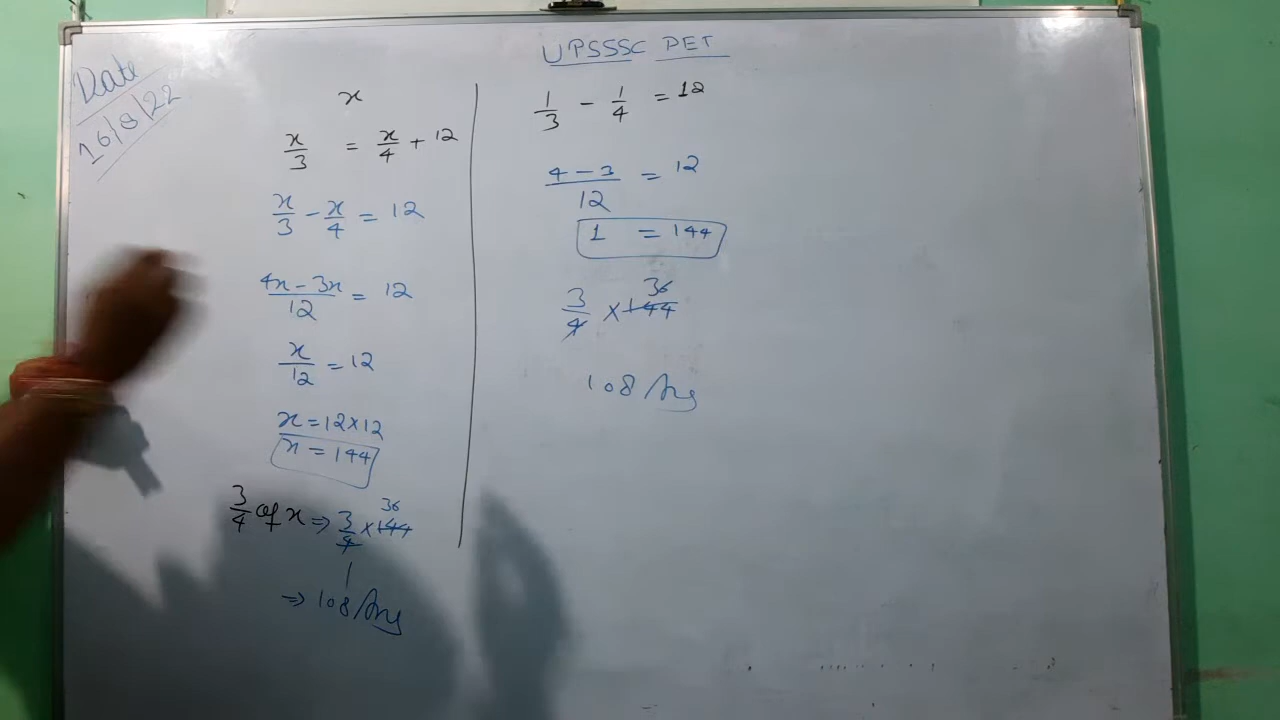 UPSSSC PET
Date
16/8/22
x
x/3 = x/4 + 12
x/3 - x/4 = 12
4x - 3x/12 = 12
x/12 = 12
x = 12×12
x = 144
3/4 of x ⇒ 3/4 × 144 36
1
⇒ 108 Ans
1/3 - 1/4 = 12
4 - 3/12 = 12
1 = 144
3/4 × 144 36
108 Ans